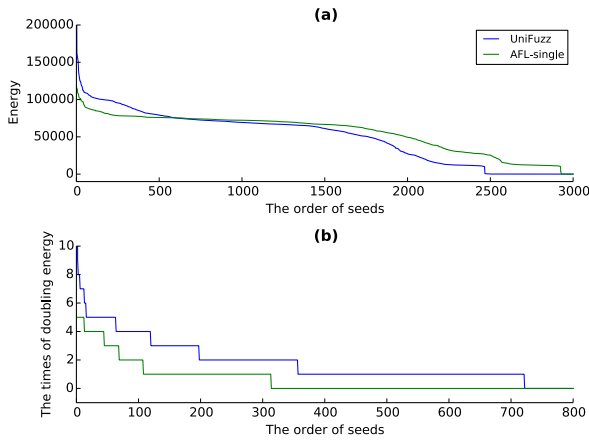 (a)
200000
150000
100000
50000
0
Energy
UniFuzz
AFL-single
0 500 1000 1500 2000 2500 3000
The order of seeds
(b)
10
8
6
4
2
0
The times of doubling energy
0 100 200 300 400 500 600 700 800
The order of seeds